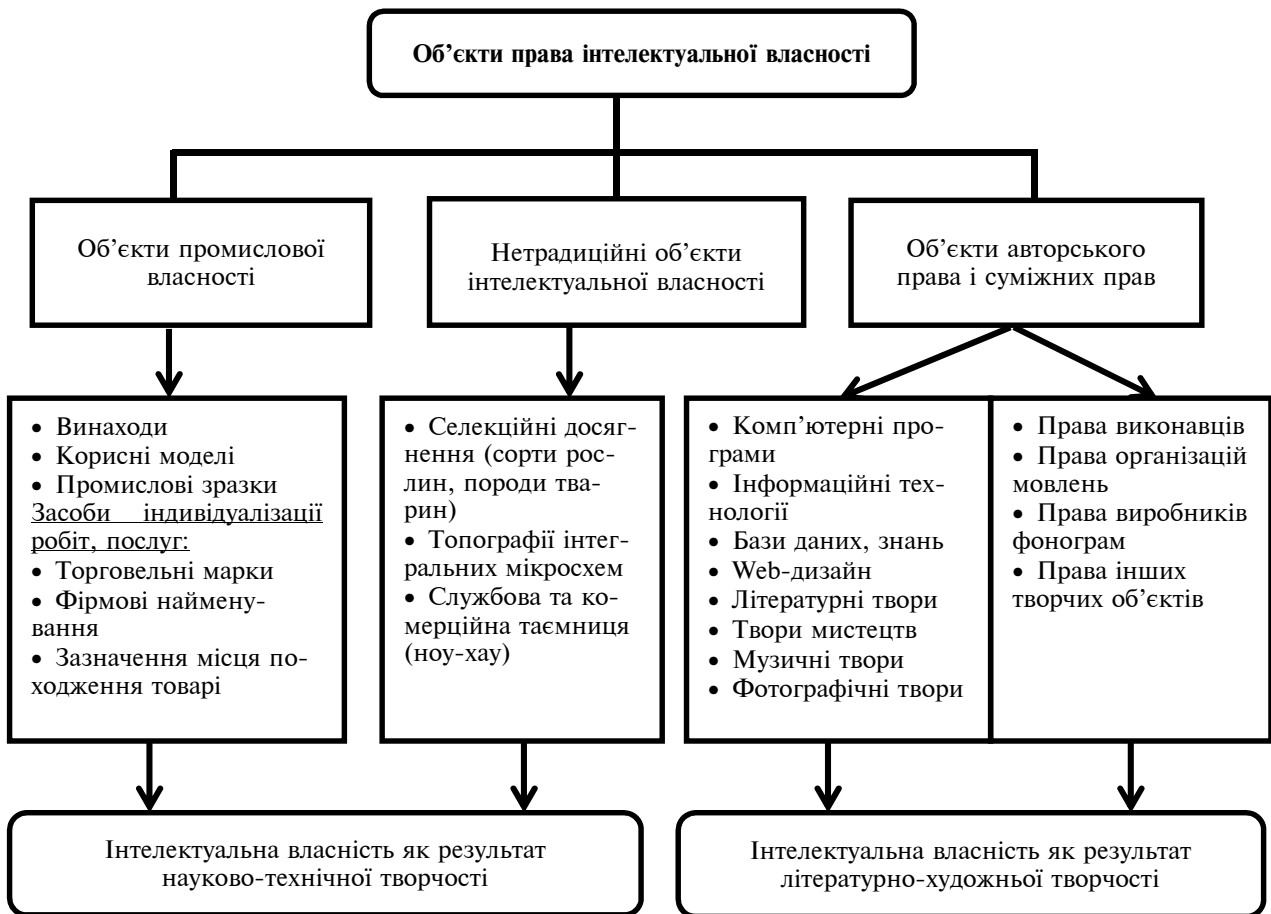 Об’єкти права інтелектуальної власності
Об’єкти промислової
власності
Нетрадиційні об’єкти
інтелектуальної власності
Об’єкти авторського
права і суміжних прав
• Винаходи
• Корисні моделі
• Промислові зразки
Засоби індивідуалізації
робіт, послуг:
• Торговельні марки
• Фірмові наймену-
вання
• Зазначення місця по-
ходження товарі
• Селекційні досяг-
нення (сорти рос-
лин, породи тва-
рин)
• Топографії інтег-
ральних мікросхем
• Службова та ко-
мерційна таємниця
(ноу-хау)
• Комп’ютерні про-
грами
• Інформаційні тех-
нології
• Бази даних, знань
• Web-дизайн
• Літературні твори
• Твори мистецтв
• Музичні твори
• Фотографічні твори
• Права виконавців
• Права організацій
мовлень
• Права виробників
фонограм
• Права інших
творчих об’єктів
Інтелектуальна власність як результат
науково-технічної творчості
Інтелектуальна власність як результат
літературно-художньої творчості